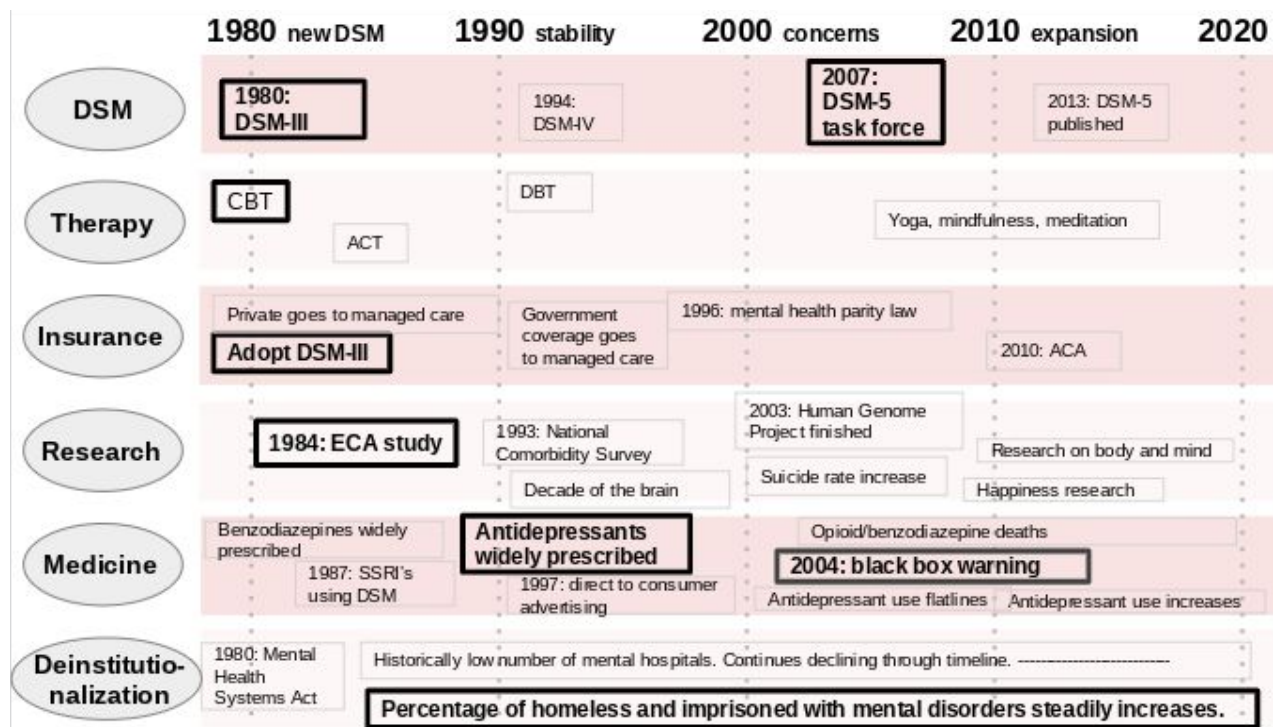 1980 new DSM 1990 stability 2000 concerns 2010 expansion 2020
DSM
1980:
DSM-III
1994:
DSM-IV
2007:
DSM-5
task force
2013: DSM-5
published
Therapy
CBT
ACT
DBT
Yoga, mindfulness, meditation
Insurance
Private goes to managed care
Adopt DSM-III
Government
coverage goes
to managed care
1996: mental health parity law
2010: ACA
Research
1984: ECA study
1993: National
Comorbidity Survey
Decade of the brain
2003: Human Genome
Project finished
Suicide rate increase
Research on body and mind
Happiness research
Medicine
Benzodiazepines widely
prescribed
1987: SSRI's
using DSM
Antidepressants
widely prescribed
1997: direct to consumer
advertising
Opioid/benzodiazepine deaths
2004: black box warning
Antidepressant use flatlines
Antidepressant use increases
Deinstitutio-
nalization
1980: Mental
Health
Systems Act
Historically low number of mental hospitals. Continues declining through timeline. ----------------------------
Percentage of homeless and imprisoned with mental disorders steadily increases.